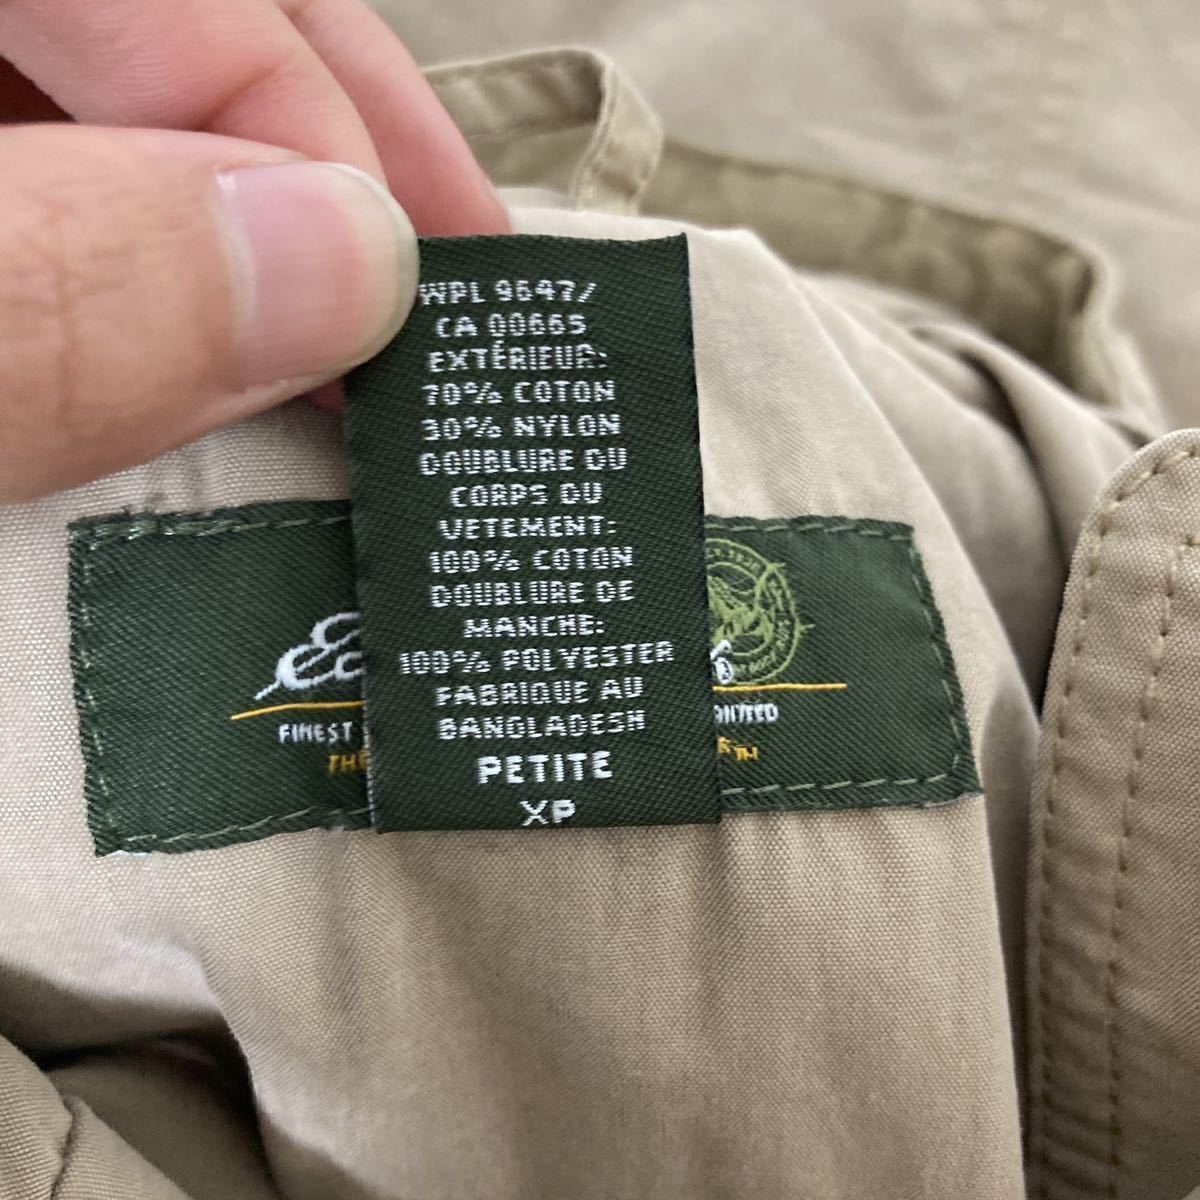 WPL 9647/
CA 00665
EXTÉRIEUR:
70% COTON
30% NYLON
DOUBLURE DU
CORPS DU
VETEMENT:
100% COTON
DOUBLURE DE
MANCHE:
100% POLYESTER
FABRIQUE AU
BANGLADESH
PETITE
XP
FINEST
THE